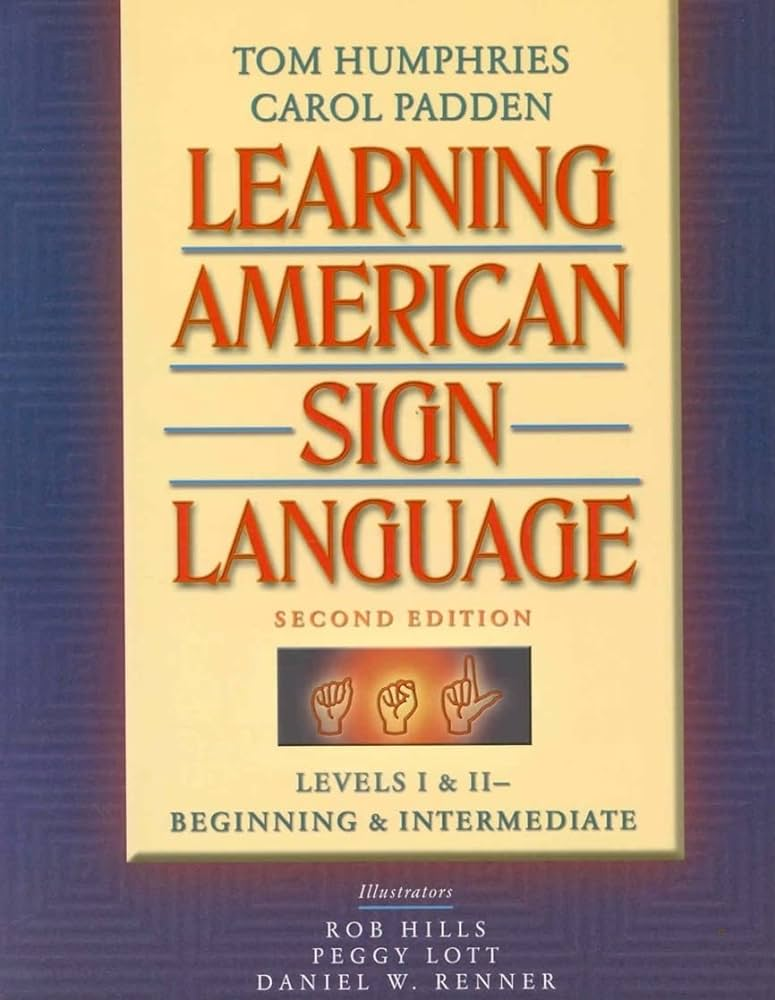 TOM HUMPHRIES
CAROL PADDEN
LEARNING
AMERICAN
SIGN
LANGUAGE
SECOND EDITION
LEVELS I & II–
BEGINNING & INTERMEDIATE
Illustrators
ROB HILLS
PEGGY LOTT
DANIEL W. RENNER